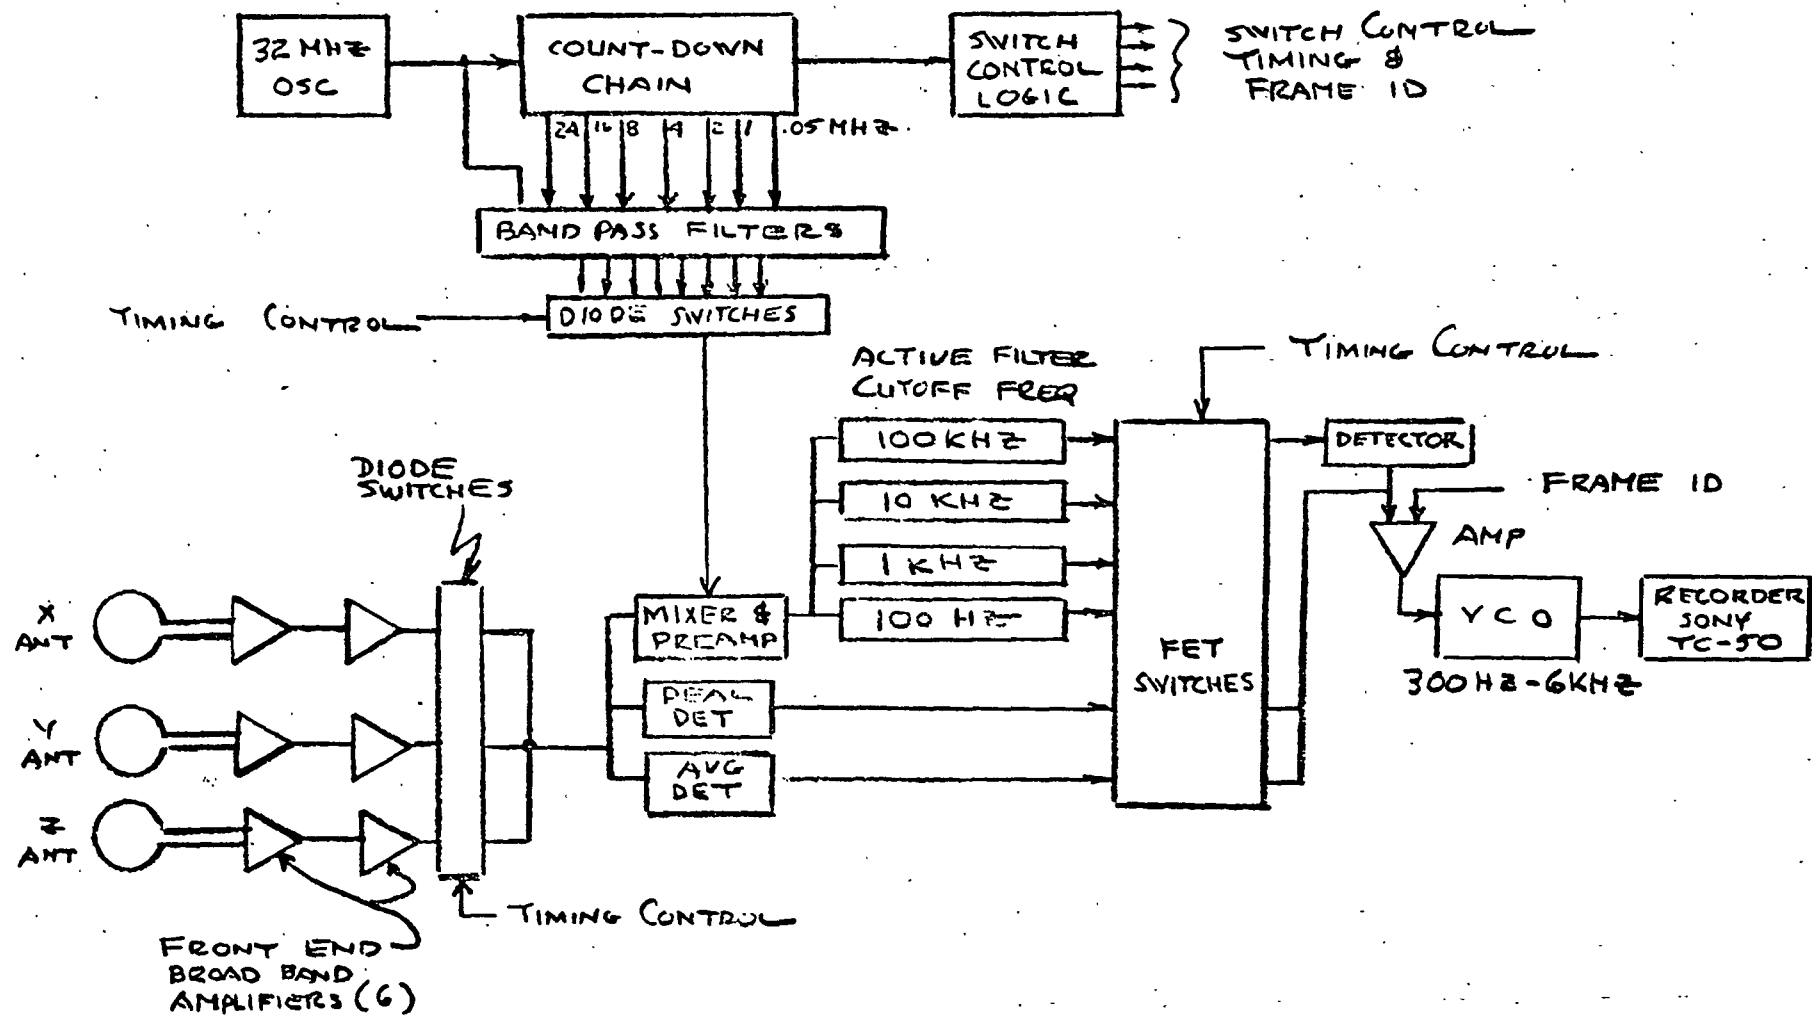 32 MHZ
OSC
COUNT-DOWN
CHAIN
SWITCH
CONTROL
LOGIC
SWITCH CONTROL
TIMING &
FRAME ID
24 16 8 4 2 1 .05 MHZ.
BAND PASS FILTERS
TIMING CONTROL
DIODE SWITCHES
ACTIVE FILTER
CUTOFF FREQ
TIMING CONTROL
100 KHZ
10 KHZ
1 KHZ
100 HZ
DETECTOR
FRAME ID
AMP
DIODE
SWITCHES
X
ANT
Y
ANT
Z
ANT
MIXER &
PREAMP
PEAK
DET
AVG
DET
FET
SWITCHES
VCO
300 HZ-6KHZ
RECORDER
SONY
TC-50
TIMING CONTROL
FRONT END
BROAD BAND
AMPLIFIERS (6)